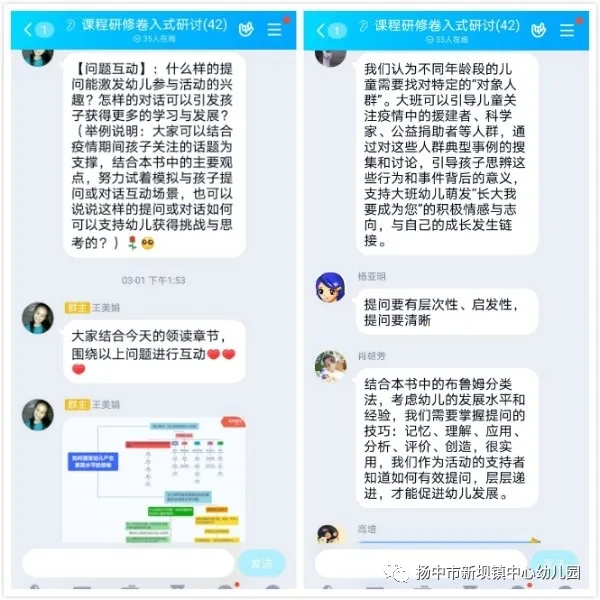 1
课程研修卷入式研讨(42)
35人在线
【问题互动】：什么样的提
问能激发幼儿参与活动的兴
趣？怎样的对话可以引发孩
子获得更多的学习与发展？
（举例说明：大家可以结合
疫情期间孩子关注的话题为
支撑，结合本书中的主要观
点，努力试着模拟与孩子提
问或对话互动场景，也可以
说说这样的提问或对话如何
可以支持幼儿获得挑战与思
考的？）🌹🥺
03-01 下午1:53
群主 王美娟
大家结合今天的领读章节，
围绕以上问题进行互动❤❤
❤
群主 王美娟
如何激发幼儿产生
更高水平的思维
发送
1
课程研修卷入式研讨(42)
35人在线
我们认为不同年龄段的儿
童需要找对特定的“对象人
群”。大班可以引导儿童关
注疫情中的援建者、科学
家、公益捐助者等人群，通
过对这些人群典型事例的搜
集和讨论，引导孩子思辨这
些行为和事件背后的意义，
支持大班幼儿萌发“长大我
要成为您”的积极情感与志
向，与自己的成长发生链
接。
杨亚明
提问要有层次性、启发性，
提问要清晰
肖朝芳
结合本书中的布鲁姆分类
法，考虑幼儿的发展水平和
经验，我们需要掌握提问的
技巧：记忆、理解、应用、
分析、评价、创造，很实
用，我们作为活动的支持者
知道如何有效提问，层层递
进，才能促进幼儿发展。
高培
扬中市新坝镇中心幼儿园